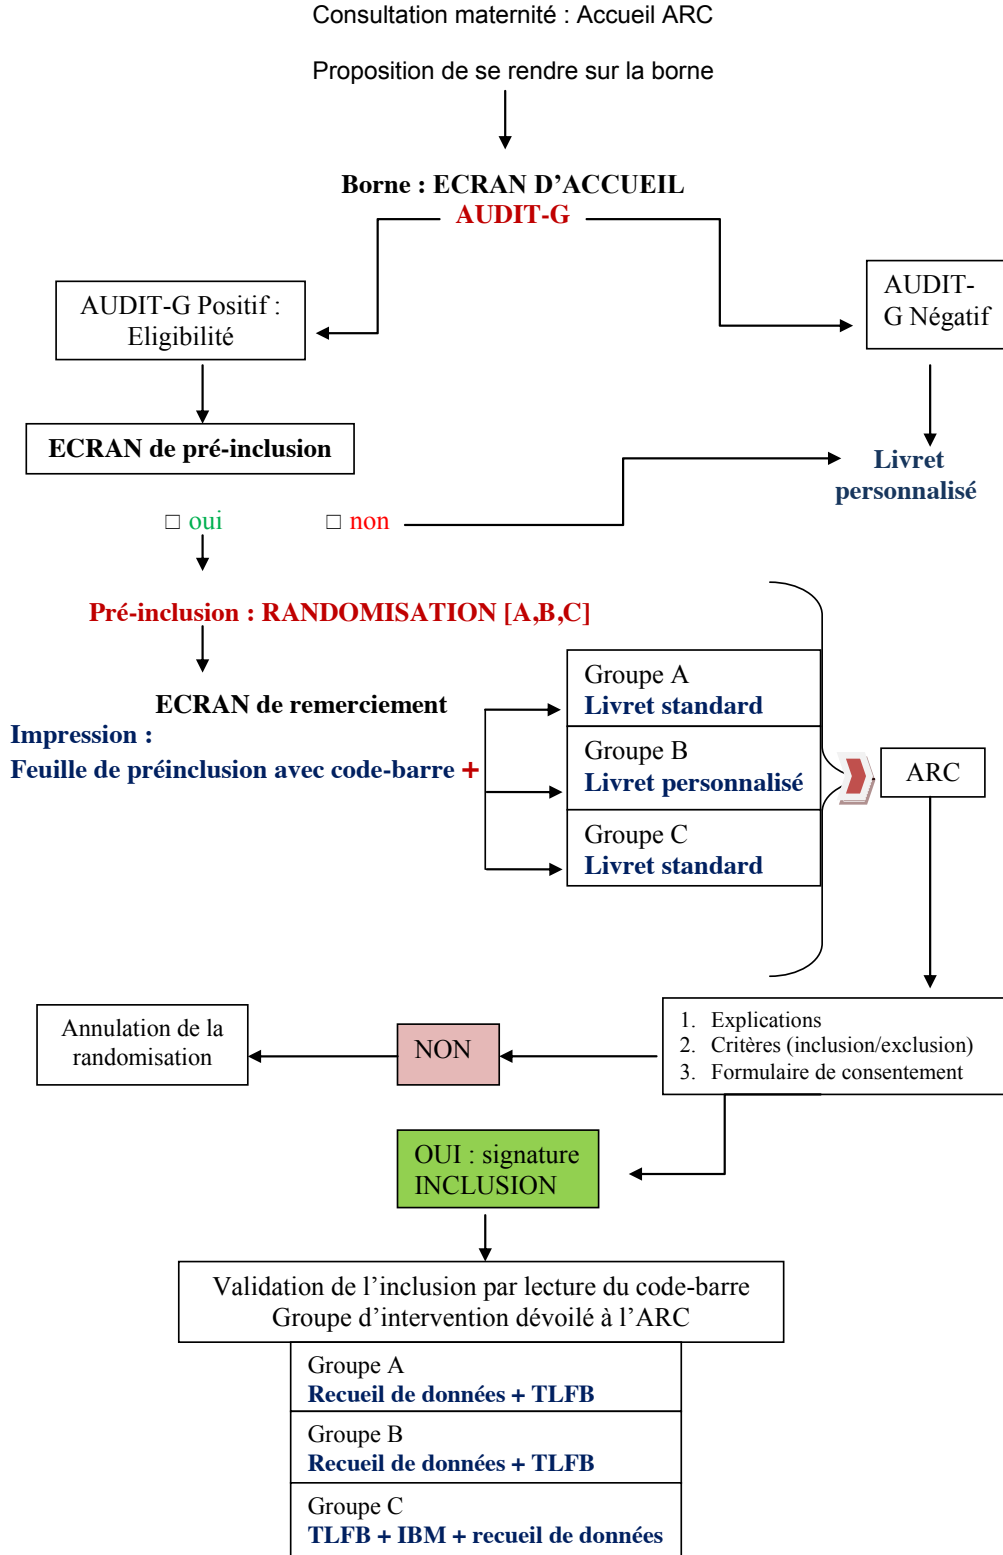 Consultation maternité : Accueil ARC
Proposition de se rendre sur la borne
Borne : ECRAN D’ACCUEIL
AUDIT-G
AUDIT-G Positif :
Eligibilité
AUDIT-
G Négatif
ECRAN de pré-inclusion
Livret
personnalisé
□ oui
□ non
Pré-inclusion : RANDOMISATION [A,B,C]
ECRAN de remerciement
Impression :
Feuille de préinclusion avec code-barre +
Groupe A
Livret standard
Groupe B
Livret personnalisé
Groupe C
Livret standard
ARC
1. Explications
2. Critères (inclusion/exclusion)
3. Formulaire de consentement
NON
Annulation de la
randomisation
OUI : signature
INCLUSION
Validation de l’inclusion par lecture du code-barre
Groupe d’intervention dévoilé à l’ARC
Groupe A
Recueil de données + TLFB
Groupe B
Recueil de données + TLFB
Groupe C
TLFB + IBM + recueil de données